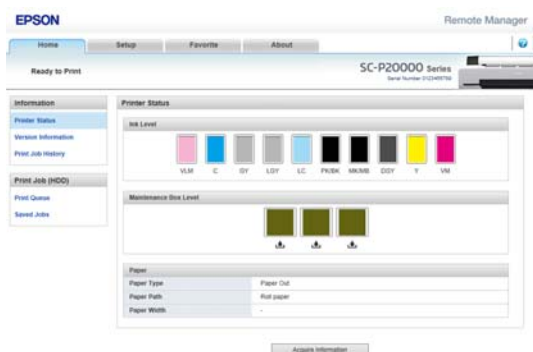 EPSON
Remote Manager
Home Setup Favorite About
Ready to Print
SC-P20000 Series
Serial Number 0123456789
Information
Printer Status
Version Information
Print Job History
Print Job (HDD)
Print Queue
Saved Jobs
Printer Status
Ink Level
VLM C GY LGY LC PK/BK MK/MB DGY Y VM
Maintenance Box Level
Paper
Paper Type Paper Out
Paper Path Roll paper
Paper Width -
Acquire Information